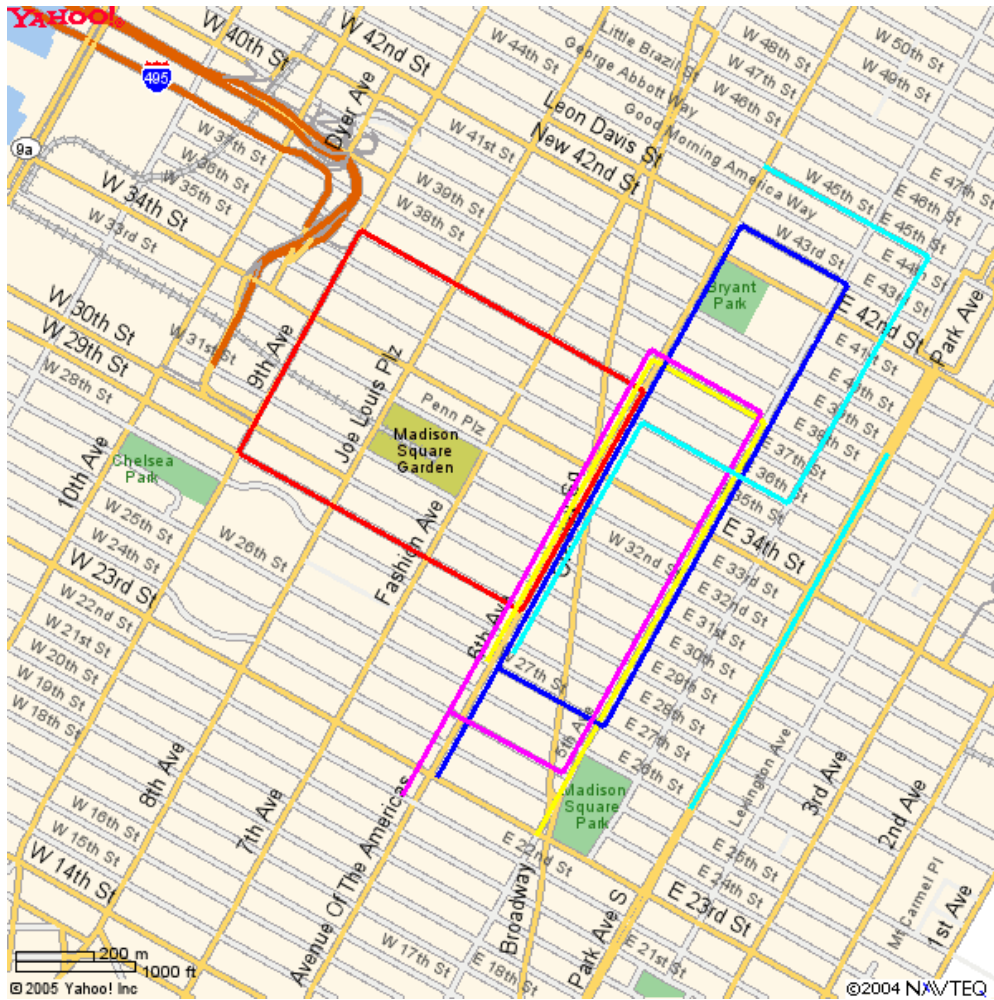 YAHOO!
W 40th St
W 42nd St
W 44th St
Little Brazil St
George Abbott Way
W 48th St
W 47th St
W 46th St
W 50th St
W 49th St
495
Dyer Ave
W 41st St
Leon Davis St
New 42nd St
Good Morning America Way
W 45th St
E 47th St
E 46th St
E 45th St
E 44th St
E 43rd St
9a
W 37th St
W 36th St
W 35th St
W 34th St
W 33rd St
W 39th St
W 38th St
W 43rd St
Bryant
Park
E 42nd St
Park Ave
E 41st St
E 40th St
E 39th St
E 38th St
E 37th St
36th St
35th St
E 34th St
W 30th St
W 29th St
W 31st St
W 28th St
9th Ave
Joe Louis Plz
Penn Plz
Madison
Square
Garden
Chelsea
Park
10th Ave
W 25th St
W 24th St
W 23rd St
W 26th St
Fashion Ave
W 32nd St
E 33rd St
E 32nd St
E 31st St
E 30th St
E 29th St
E 28th St
E 27th St
E 26th St
W 22nd St
W 21st St
W 20th St
W 19th St
W 18th St
6th Ave
W 27th St
5th Ave
Madison
Square
Park
Lexington Ave
3rd Ave
2nd Ave
1st Ave
8th Ave
7th Ave
Avenue Of The Americas
W 16th St
W 15th St
W 14th St
E 22nd St
Broadway
Park Ave S
E 25th St
E 24th St
E 23rd St
Mt Carmel Pl
W 17th St
E 18th St
E 21st St
200 m
1000 ft
©2005 Yahoo! Inc
©2004 NAVTEQ